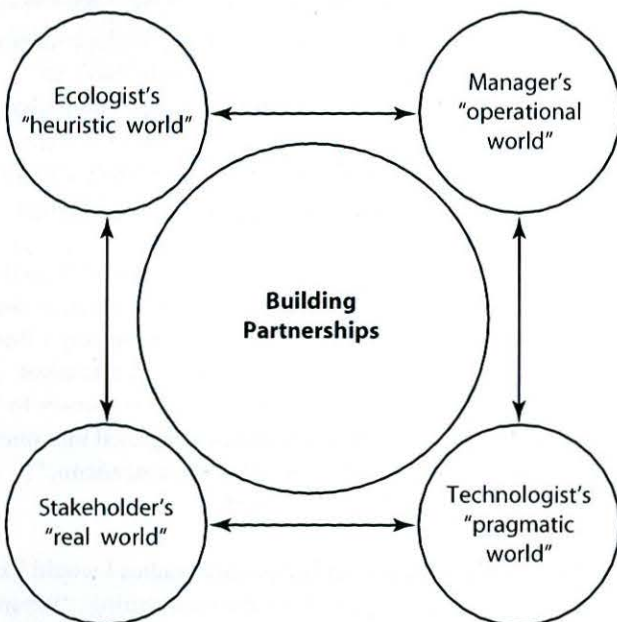 Ecologist's
"heuristic world"
Manager's
"operational
world"
Building
Partnerships
Stakeholder's
"real world"
Technologist's
"pragmatic
world"